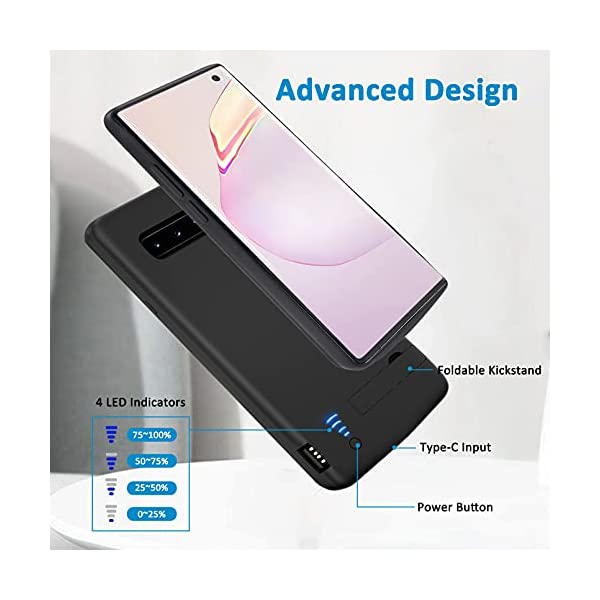 Advanced Design
Foldable Kickstand
4 LED Indicators
75~100%
50~75%
25~50%
0~25%
Type-C Input
Power Button